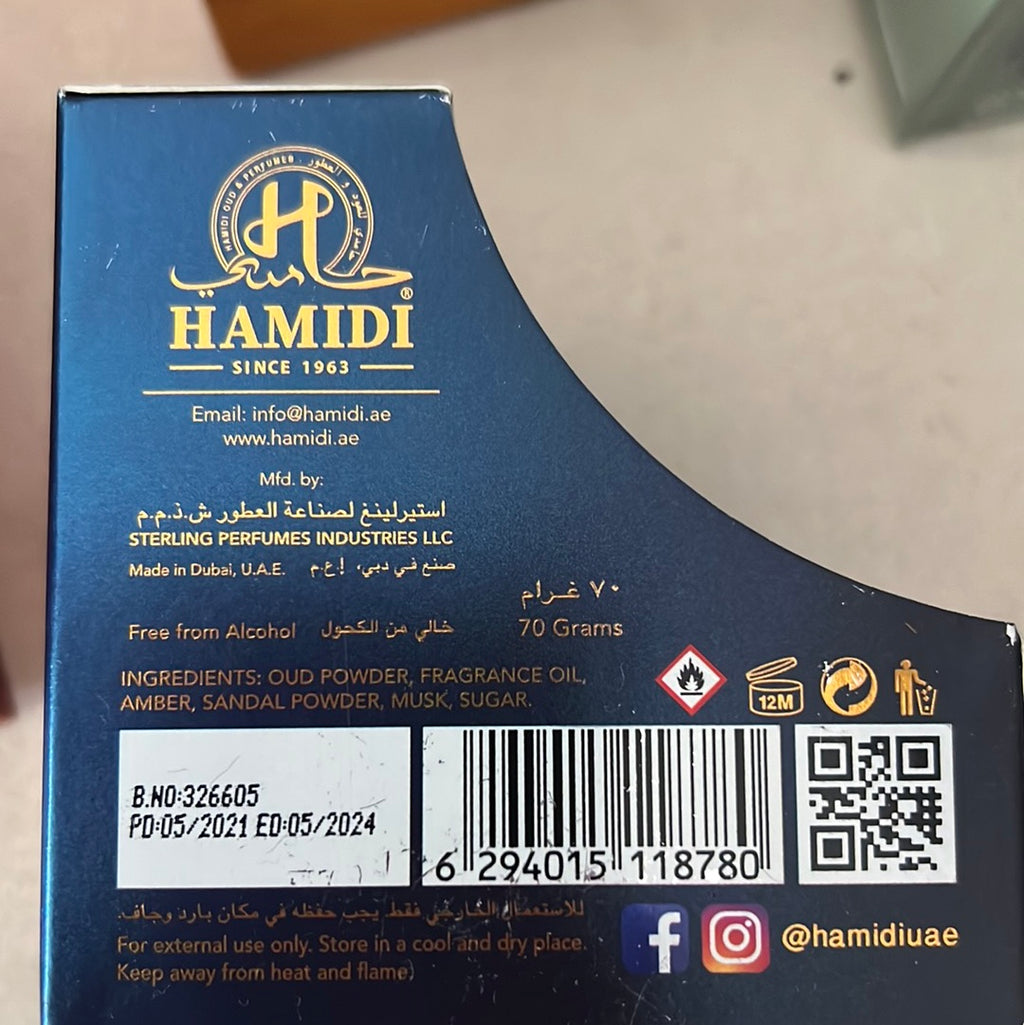 HAMIDI OUD & PERFUMES . حامدي للعود و العطور
H
حامدي
HAMIDI®
SINCE 1963
Email: info@hamidi.ae
www.hamidi.ae
Mfd. by:
استيرلينغ لصناعة العطور ش.ذ.م.م
STERLING PERFUMES INDUSTRIES LLC
Made in Dubai, U.A.E. صنع في دبي، إ.ع.م
٧٠ غرام
70 Grams
Free from Alcohol خالي من الكحول
INGREDIENTS: OUD POWDER, FRAGRANCE OIL,
AMBER, SANDAL POWDER, MUSK, SUGAR.
12M
B.NO:326605
PD:05/2021 ED:05/2024
6 294015 118780
للاستعمال الخارجي فقط يجب حفظه في مكان بارد وجاف.
For external use only. Store in a cool and dry place.
Keep away from heat and flame.
@hamidiuae